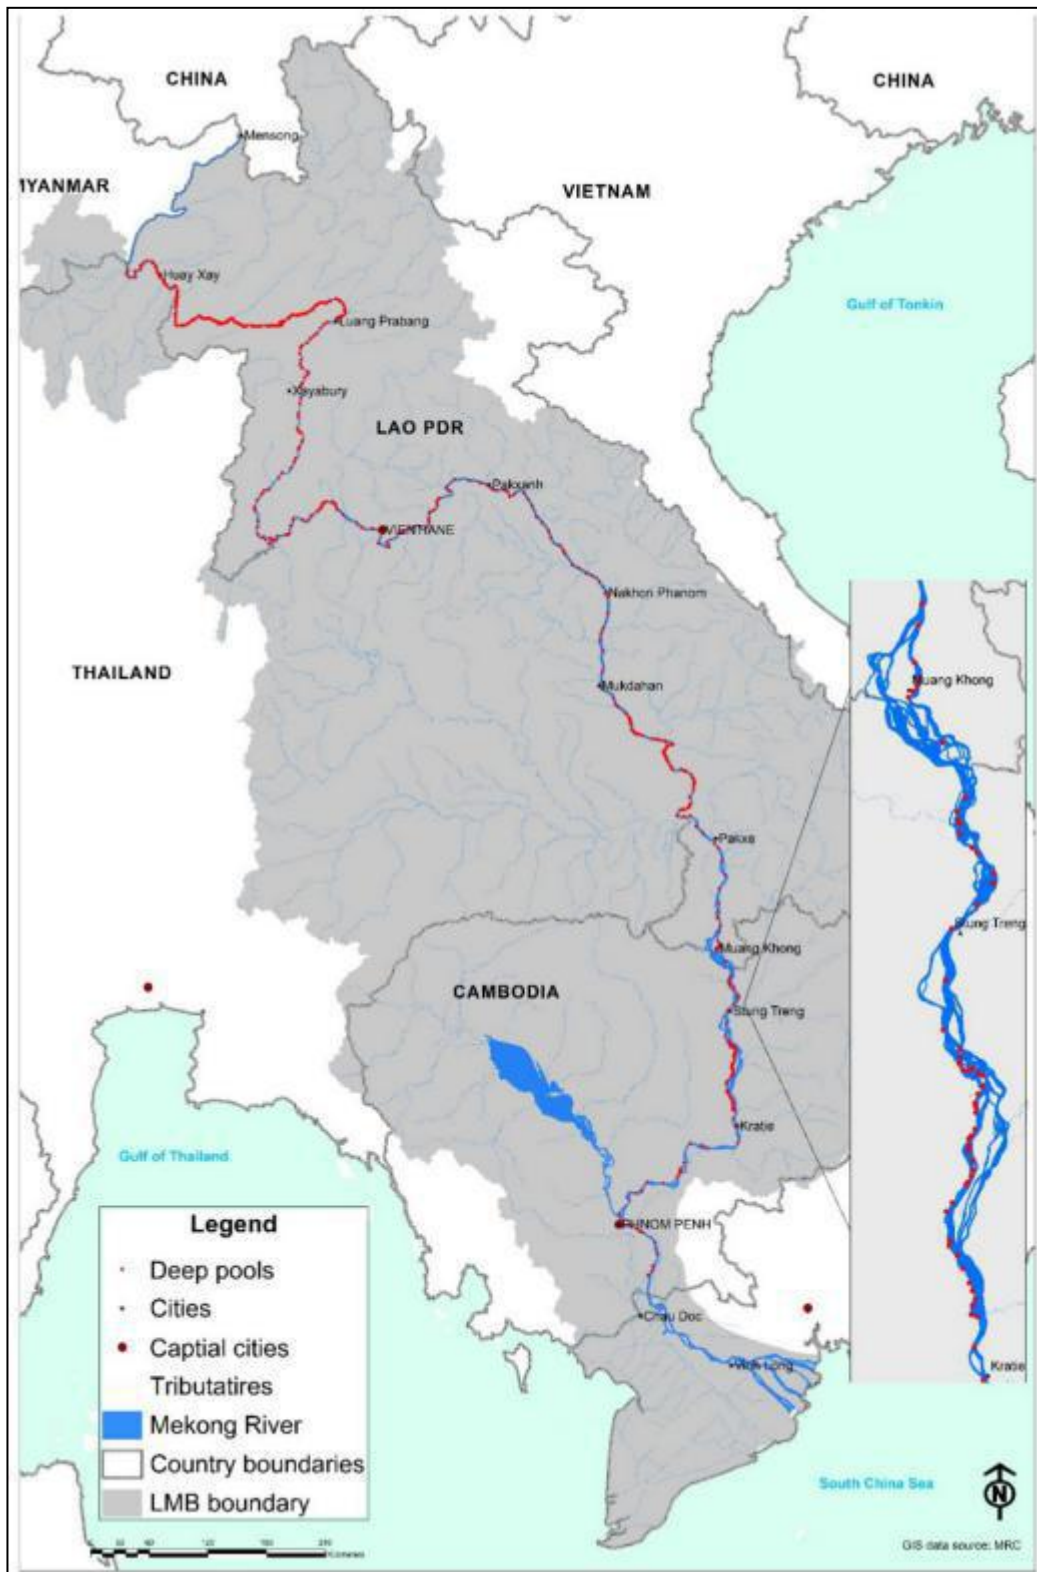 CHINA
CHINA
Mensong
MYANMAR
VIETNAM
Huay Xay
Gulf of Tonkin
Luang Prabang
Xayabury
LAO PDR
Pakxanh
VIENTIANE
Nakhon Phanom
THAILAND
Mukdahan
Muang Khong
Pakxe
Stung Treng
Muang Khong
CAMBODIA
Stung Treng
Kratie
Gulf of Thailand
PHNOM PENH
Chau Doc
Vinh Long
Kratie
Legend
Deep pools
Cities
Captial cities
Tributatires
Mekong River
Country boundaries
LMB boundary
South China Sea
N
GIS data source: MRC